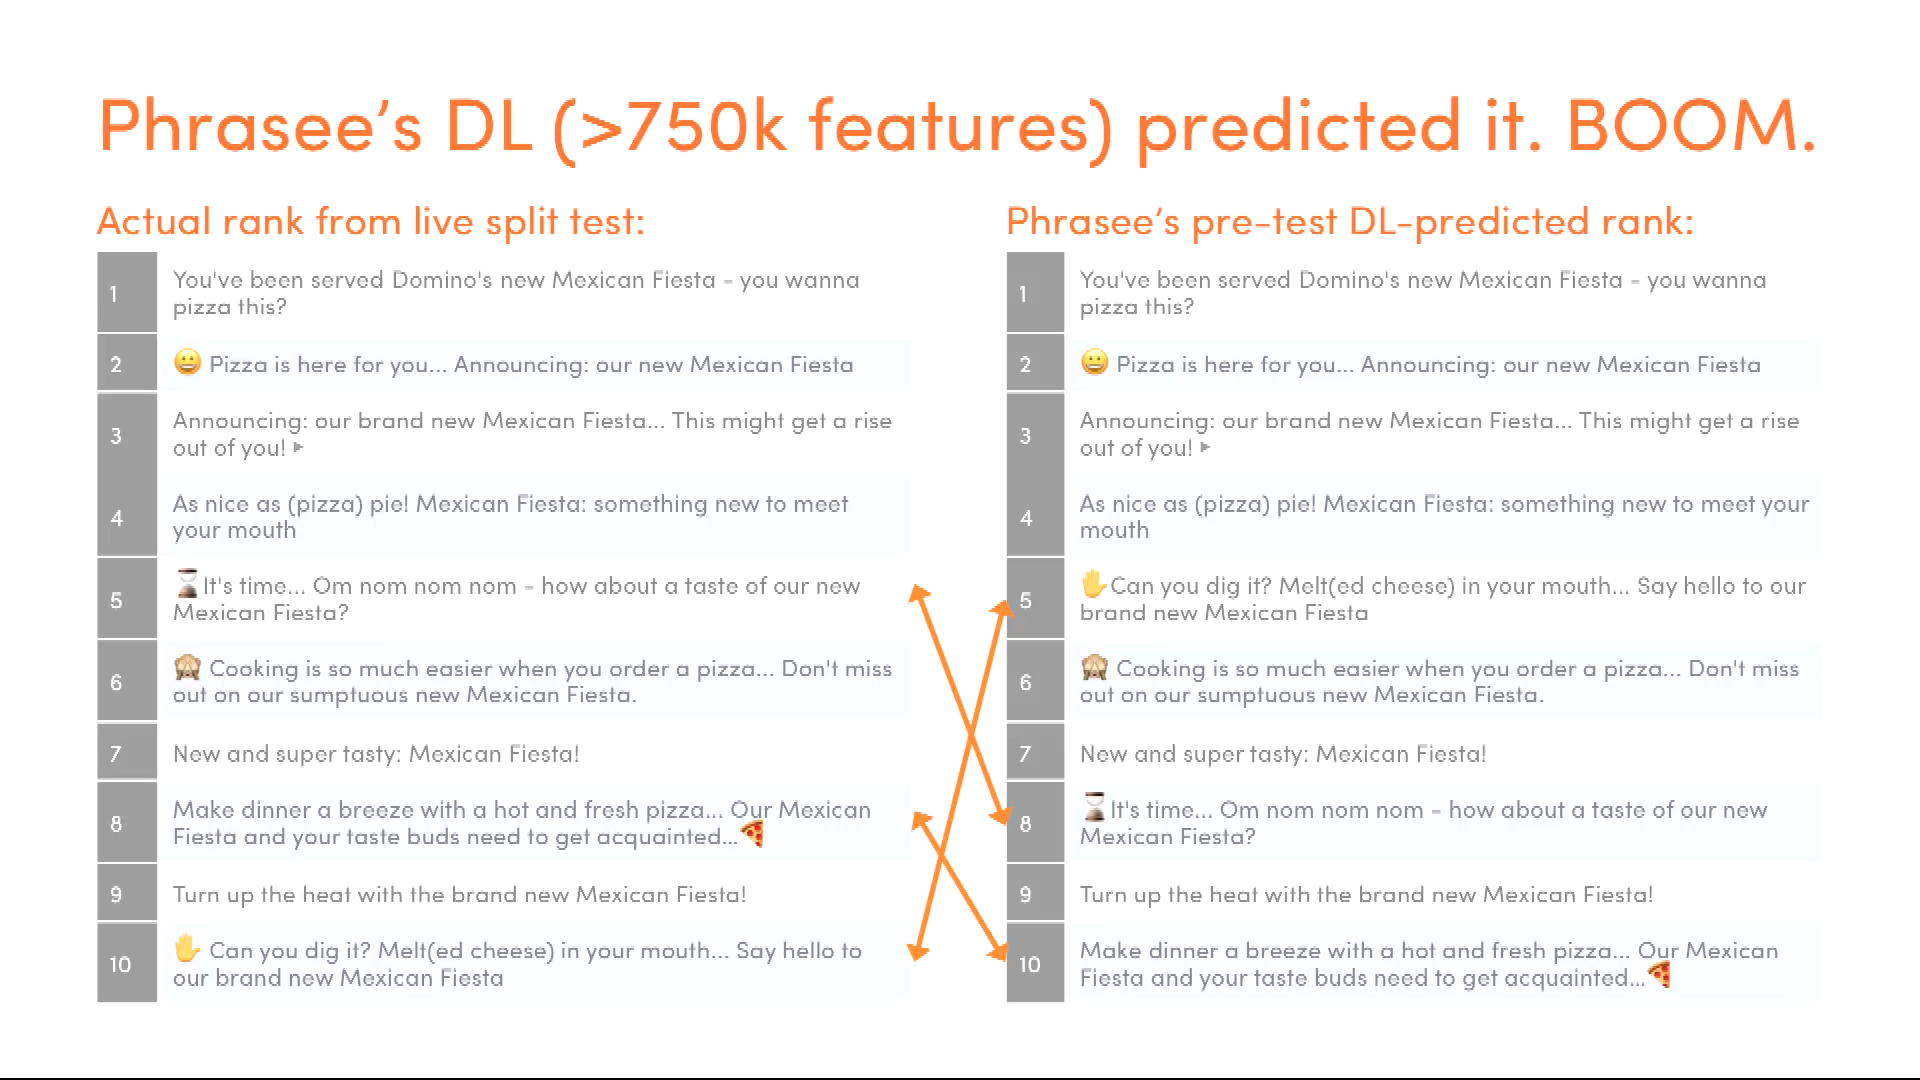 Phrasee's DL (>750k features) predicted it. BOOM.
Actual rank from live split test:
1 You've been served Domino's new Mexican Fiesta - you wanna
pizza this?
2 😀 Pizza is here for you... Announcing: our new Mexican Fiesta
3 Announcing: our brand new Mexican Fiesta... This might get a rise
out of you! ▶
4 As nice as (pizza) pie! Mexican Fiesta: something new to meet
your mouth
5 ⏳It's time... Om nom nom nom - how about a taste of our new
Mexican Fiesta?
6 🙈 Cooking is so much easier when you order a pizza... Don't miss
out on our sumptuous new Mexican Fiesta.
7 New and super tasty: Mexican Fiesta!
8 Make dinner a breeze with a hot and fresh pizza... Our Mexican
Fiesta and your taste buds need to get acquainted...🍕
9 Turn up the heat with the brand new Mexican Fiesta!
10 ✋ Can you dig it? Melt(ed cheese) in your mouth... Say hello to
our brand new Mexican Fiesta
Phrasee's pre-test DL-predicted rank:
1 You've been served Domino's new Mexican Fiesta - you wanna
pizza this?
2 😀 Pizza is here for you... Announcing: our new Mexican Fiesta
3 Announcing: our brand new Mexican Fiesta... This might get a rise
out of you! ▶
4 As nice as (pizza) pie! Mexican Fiesta: something new to meet your
mouth
5 ✋Can you dig it? Melt(ed cheese) in your mouth... Say hello to our
brand new Mexican Fiesta
6 🙈 Cooking is so much easier when you order a pizza... Don't miss
out on our sumptuous new Mexican Fiesta.
7 New and super tasty: Mexican Fiesta!
8 ⏳It's time... Om nom nom nom - how about a taste of our new
Mexican Fiesta?
9 Turn up the heat with the brand new Mexican Fiesta!
10 Make dinner a breeze with a hot and fresh pizza... Our Mexican
Fiesta and your taste buds need to get acquainted...🍕